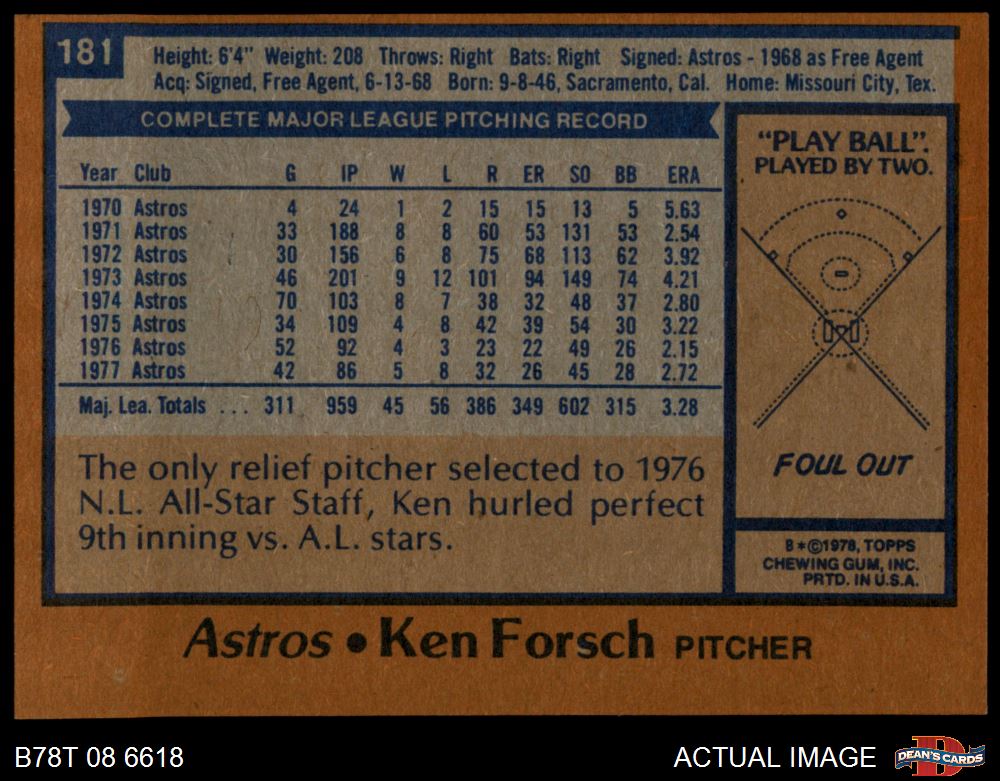 181
Height: 6'4" Weight: 208 Throws: Right Bats: Right Signed: Astros - 1968 as Free Agent
Acq: Signed, Free Agent, 6-13-68 Born: 9-8-46, Sacramento, Cal. Home: Missouri City, Tex.
COMPLETE MAJOR LEAGUE PITCHING RECORD
Year Club G IP W L R ER SO BB ERA
1970 Astros 4 24 1 2 15 15 13 5 5.63
1971 Astros 33 188 8 8 60 53 131 53 2.54
1972 Astros 30 156 6 8 75 68 113 62 3.92
1973 Astros 46 201 9 12 101 94 149 74 4.21
1974 Astros 70 103 8 7 38 32 48 37 2.80
1975 Astros 34 109 4 8 42 39 54 30 3.22
1976 Astros 52 92 4 3 23 22 49 26 2.15
1977 Astros 42 86 5 8 32 26 45 28 2.72
Maj. Lea. Totals ... 311 959 45 56 386 349 602 315 3.28
The only relief pitcher selected to 1976
N.L. All-Star Staff, Ken hurled perfect
9th inning vs. A.L. stars.
"PLAY BALL".
PLAYED BY TWO.
FOUL OUT
B*©1978, TOPPS
CHEWING GUM, INC.
PRTD. IN U.S.A.
Astros • Ken Forsch PITCHER
B78T 08 6618
ACTUAL IMAGE
D
DEAN'S CARDS